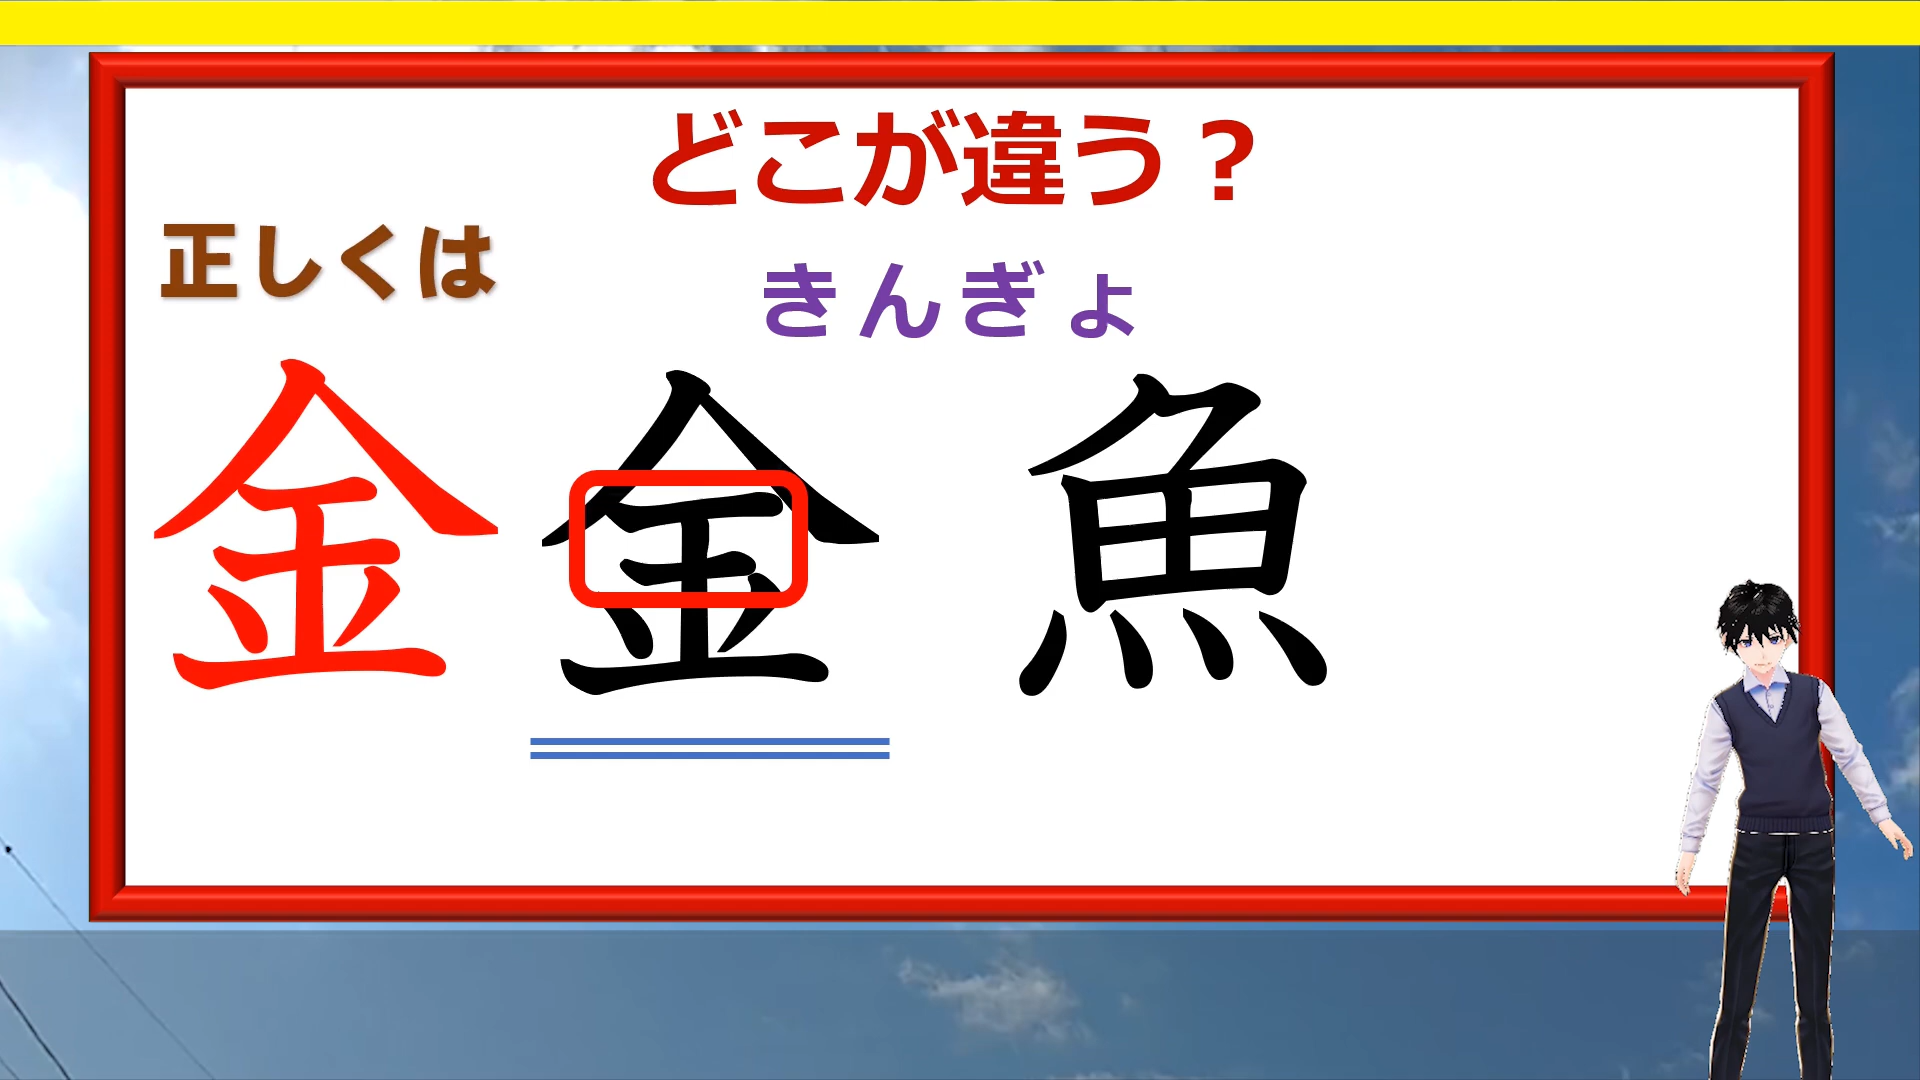 どこが違う？
正しくは
きんぎょ
金 金 魚